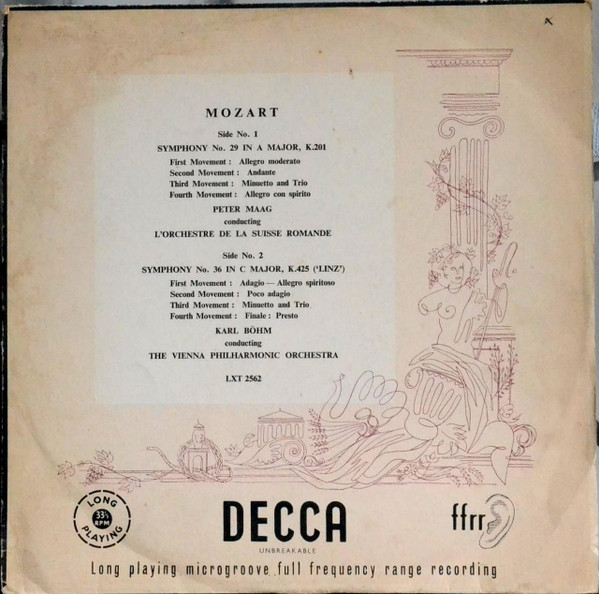 MOZART
Side No. 1
SYMPHONY No. 29 IN A MAJOR, K.201
First Movement : Allegro moderato
Second Movement : Andante
Third Movement : Minuetto and Trio
Fourth Movement : Allegro con spirito
PETER MAAG
conducting
L'ORCHESTRE DE LA SUISSE ROMANDE
Side No. 2
SYMPHONY No. 36 IN C MAJOR, K.425 ('LINZ')
First Movement : Adagio — Allegro spiritoso
Second Movement : Poco adagio
Third Movement : Minuetto and Trio
Fourth Movement : Finale : Presto
KARL BÖHM
conducting
THE VIENNA PHILHARMONIC ORCHESTRA
LXT 2562
LONG
33⅓
RPM
PLAYING
DECCA
ffrr
UNBREAKABLE
Long playing microgroove full frequency range recording